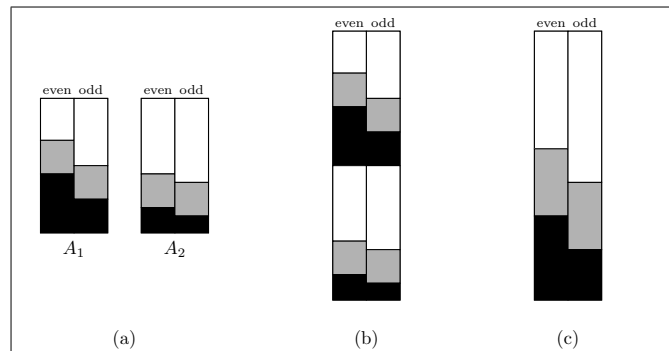 even odd
even odd
even odd even odd
A₁ A₂
(a) (b) (c)